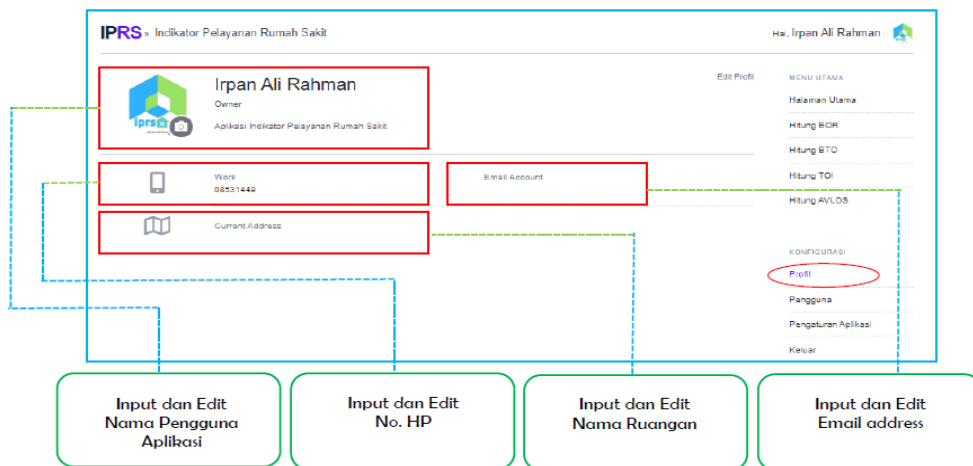 IPRS » Indikator Pelayanan Rumah Sakit
Hai, Irpan Ali Rahman
Irpan Ali Rahman
Owner
Aplikasi Indikator Pelayanan Rumah Sakit
iprs
Edit Profil
Work
08531449
Email Account
Current Address
MENU UTAMA
Halaman Utama
Hitung BOR
Hitung BTO
Hitung TOI
Hitung AVLOS
KONFIGURASI
Profil
Pengguna
Pengaturan Aplikasi
Keluar
Input dan Edit
Nama Pengguna
Aplikasi
Input dan Edit
No. HP
Input dan Edit
Nama Ruangan
Input dan Edit
Email address